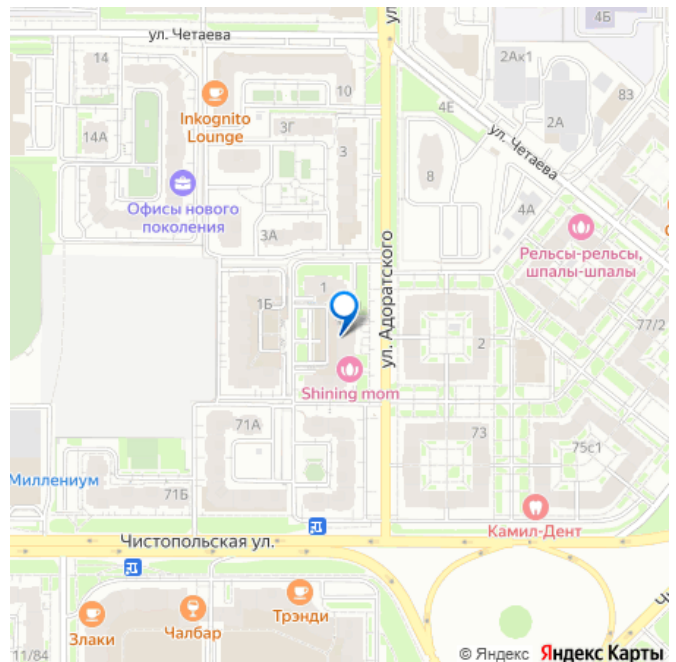 ул. Четаева
14
10
Inkognito
Lounge
14А
3Г
3
Офисы нового
поколения
3А
ул.
4Б
2Ак1
83
4Е
2А
ул. Четаева
8
4А
Рельсы-рельсы,
шпалы-шпалы
ул. Адоратского
1Б
1
77/2
2
Shining mom
71А
73
75с1
Миллениум
71Б
Камил-Дент
Чистопольская ул.
Трэнди
Чалбар
Злаки
11/84
© Яндекс Яндекс Карты